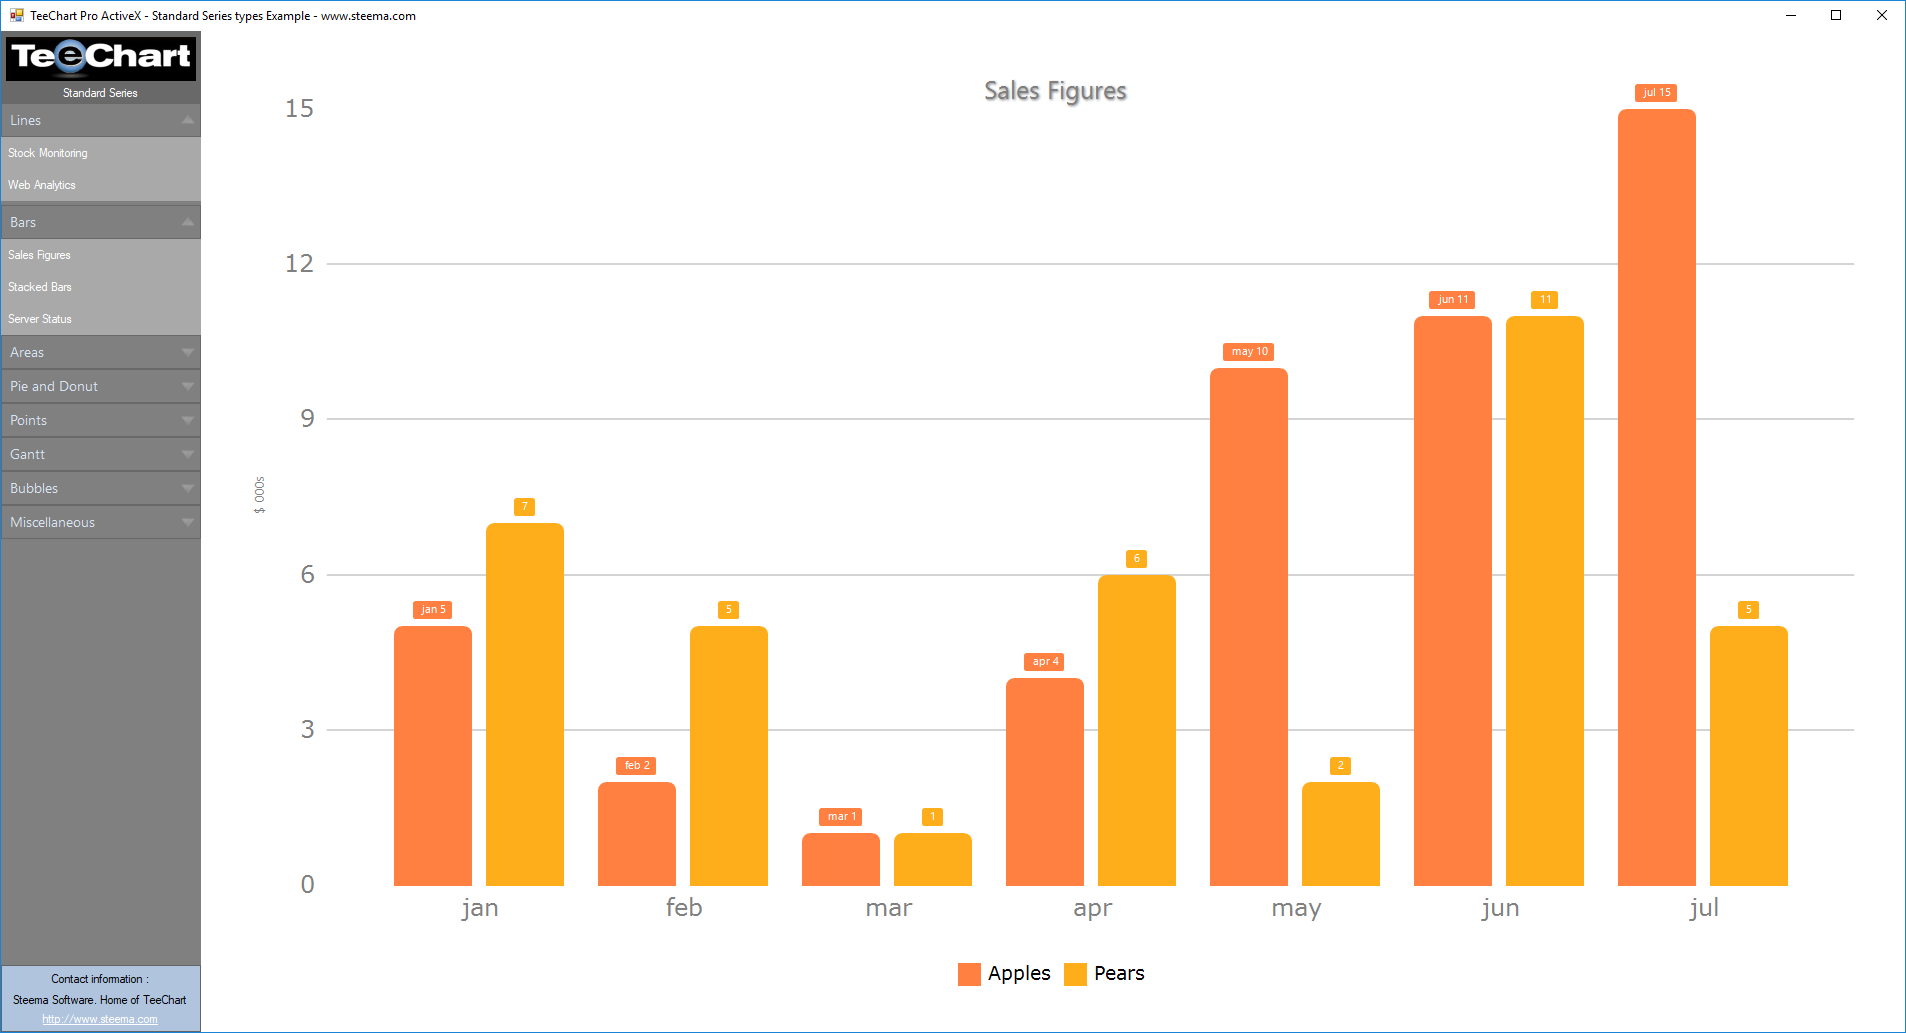 TeeChart Pro ActiveX - Standard Series types Example - www.steema.com
TeeChart
Standard Series
Lines
Stock Monitoring
Web Analytics
Bars
Sales Figures
Stacked Bars
Server Status
Areas
Pie and Donut
Points
Gantt
Bubbles
Miscellaneous
Contact information :
Steema Software. Home of TeeChart
http://www.steema.com
Sales Figures
$ 000s
15
12
9
6
3
0
jan 5
7
feb 2
5
mar 1
1
apr 4
6
may 10
2
jun 11
11
jul 15
5
jan
feb
mar
apr
may
jun
jul
Apples
Pears